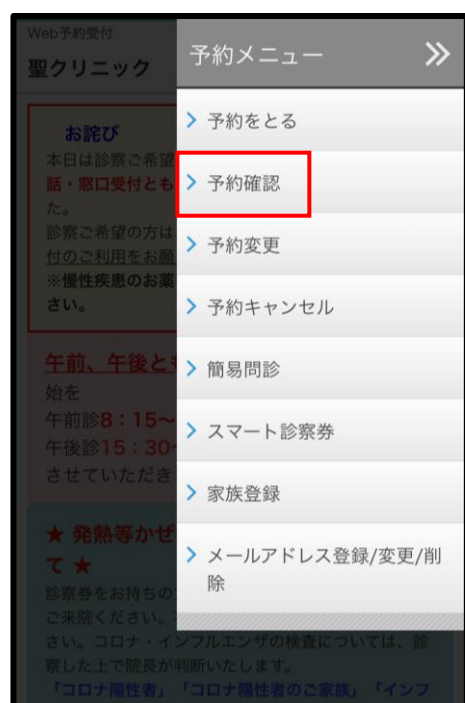 Web予約受付
聖クリニック
予約メニュー
予約をとる
予約確認
予約変更
予約キャンセル
簡易問診
スマート診察券
家族登録
メールアドレス登録/変更/削
除
お詫び
本日は診察ご希望
話・窓口受付とも
た。
診察ご希望の方は
付のご利用をお願
※慢性疾患のお薬
さい。
午前、午後とも
始を
午前診8：15～
午後診15：30～
させていただき
★ 発熱等かぜ
て ★
診察券をお持ちの
ご来院ください。
さい。コロナ・インフルエンザの検査については、診
察した上で院長が判断いたします。
「コロナ陽性者」「コロナ陽性者のご家族」「インフ